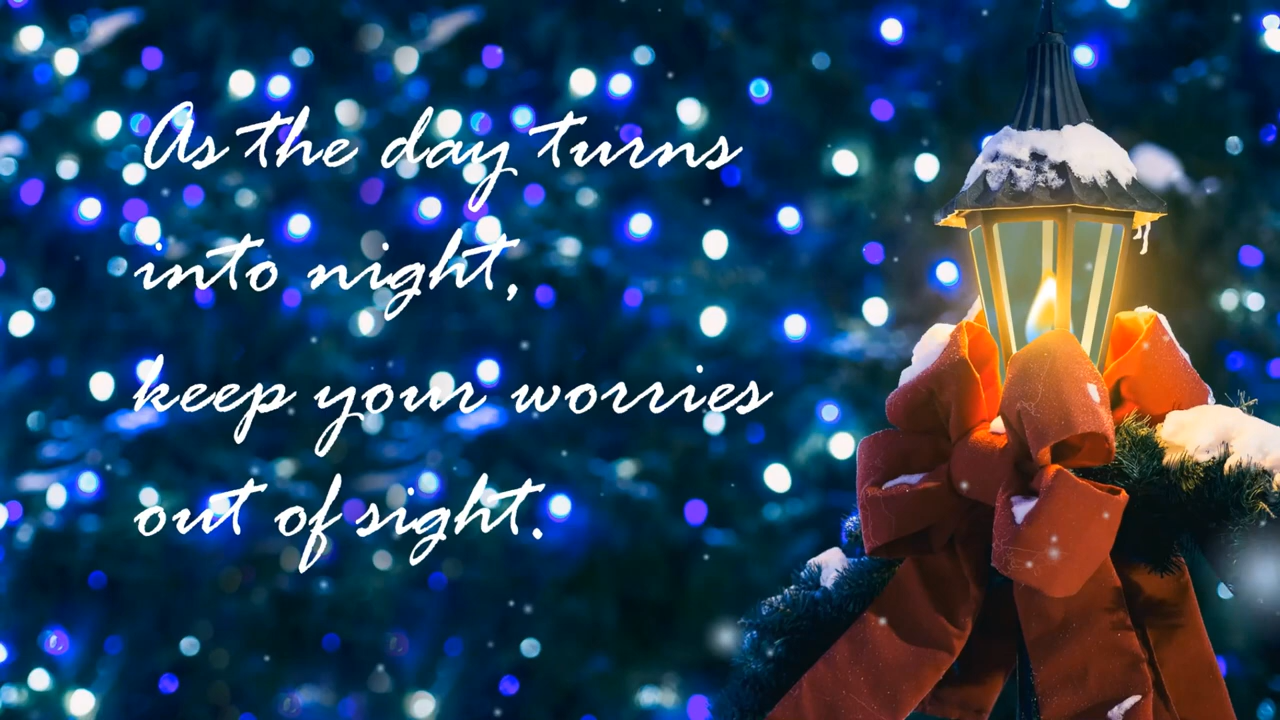 As the day turns
into night,
keep your worries
out of sight.